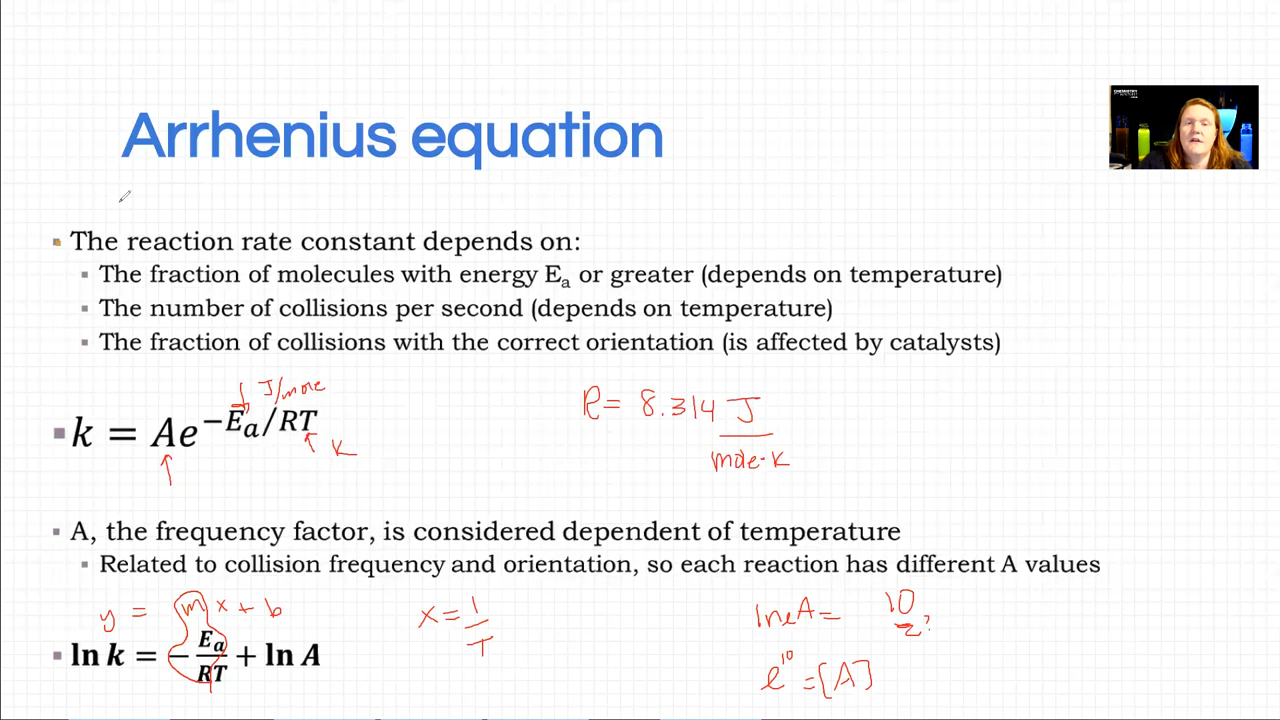 Arrhenius equation
The reaction rate constant depends on:
The fraction of molecules with energy Eₐ or greater (depends on temperature)
The number of collisions per second (depends on temperature)
The fraction of collisions with the correct orientation (is affected by catalysts)
J/mole
k = Ae^−Eₐ/RT
K
R = 8.314 J
mole·K
A, the frequency factor, is considered dependent of temperature
Related to collision frequency and orientation, so each reaction has different A values
y = mx + b
x = 1/T
ln k = − Eₐ/RT + ln A
10
e^10 = [A]